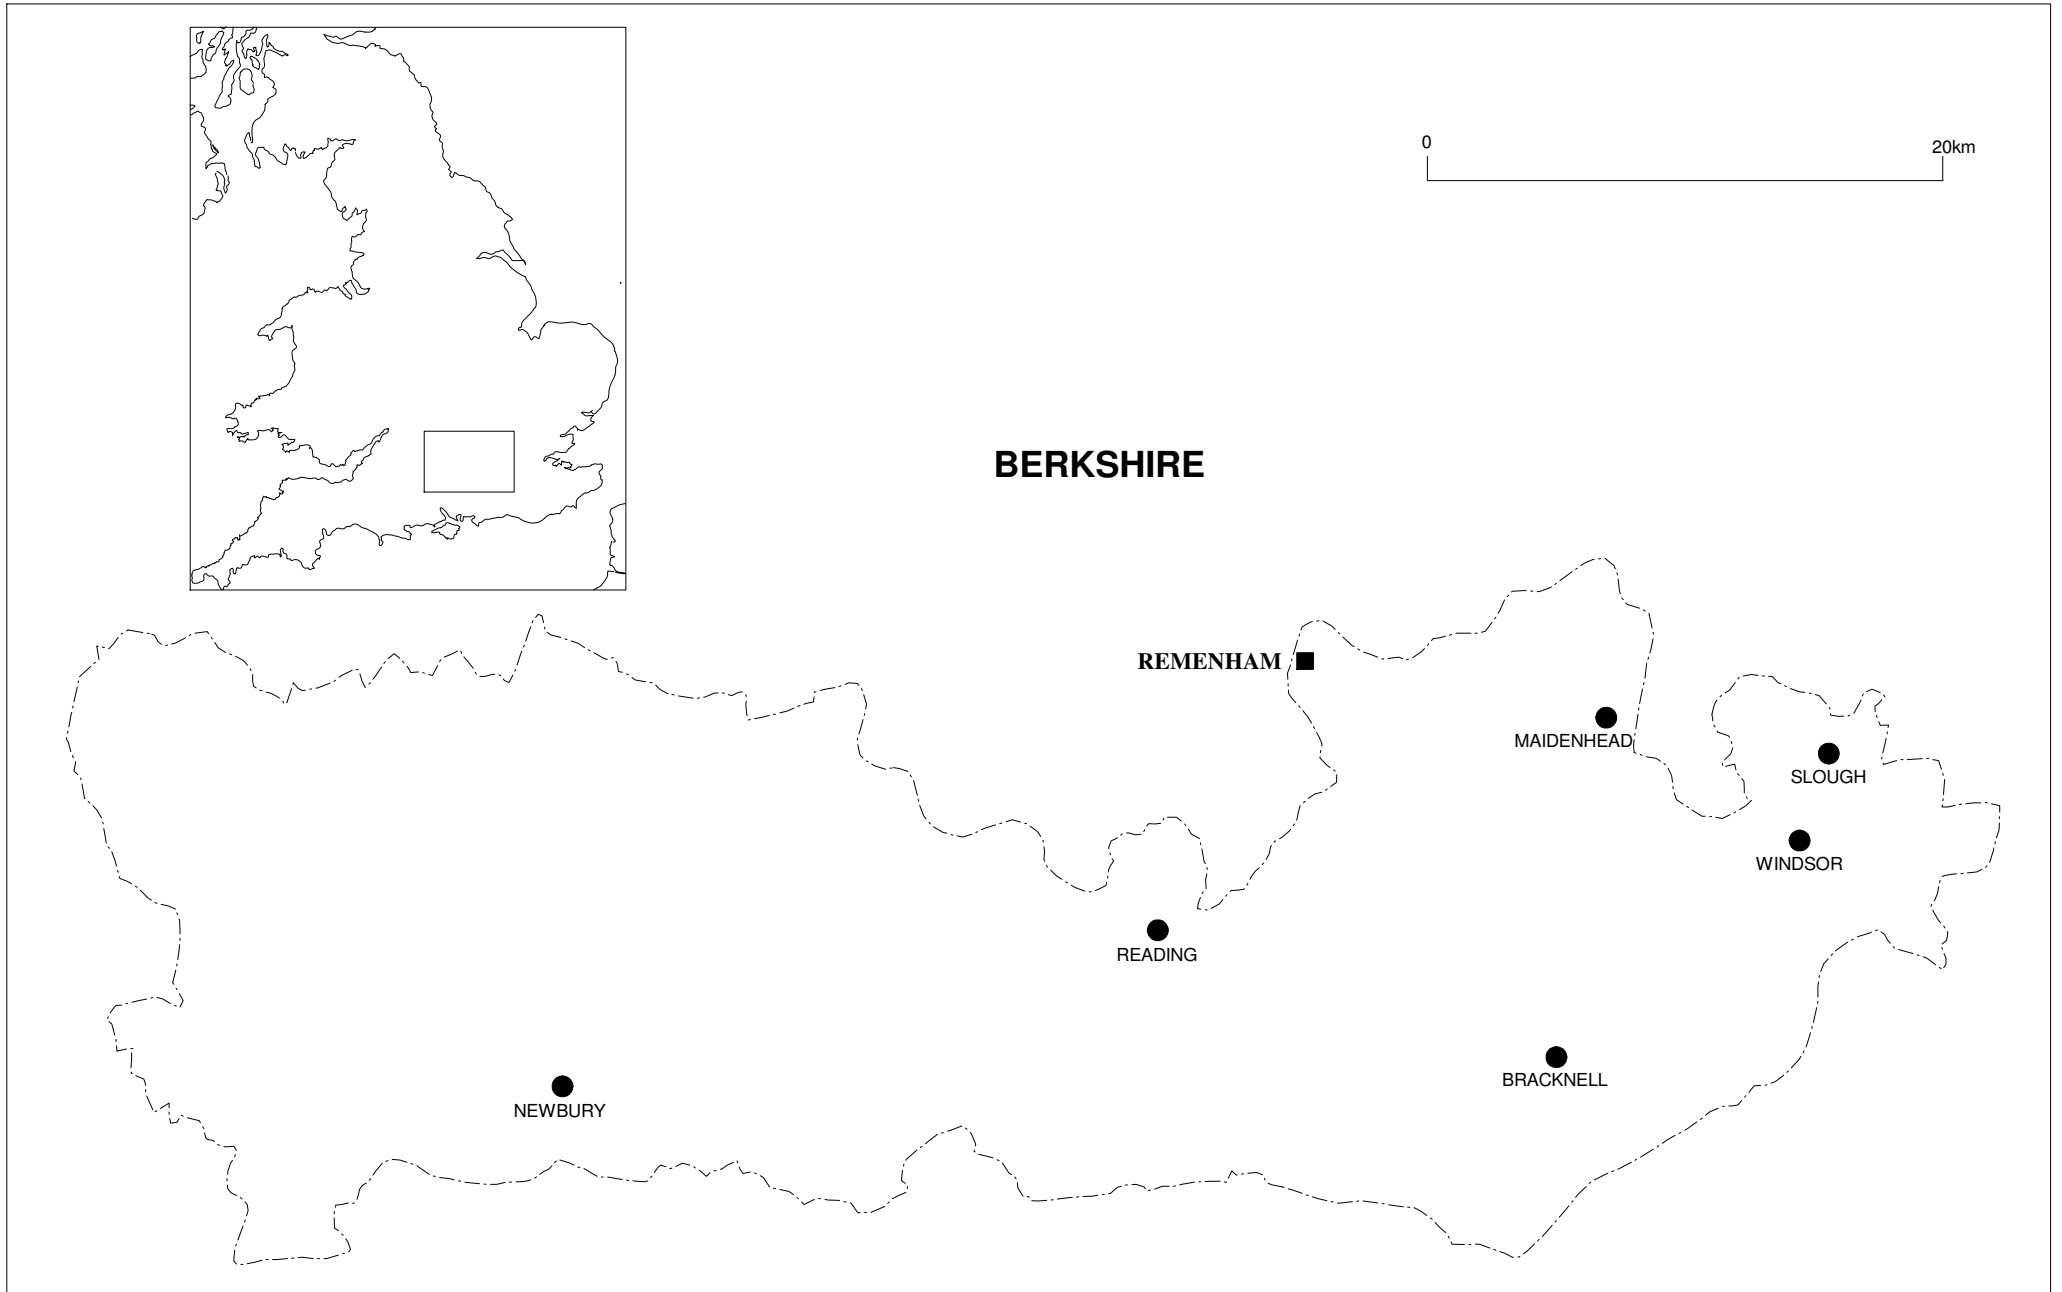 0
20km
BERKSHIRE
REMENHAM
MAIDENHEAD
SLOUGH
WINDSOR
READING
BRACKNELL
NEWBURY